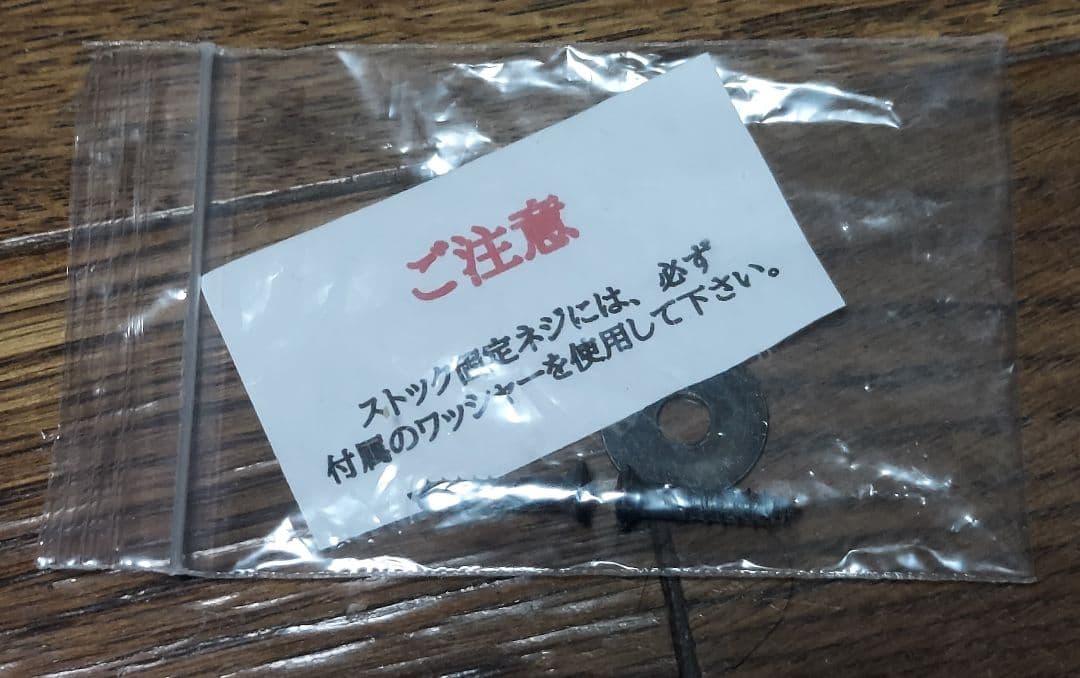 ご注意
ストック固定ネジには、必ず
付属のワッシャーを使用して下さい。